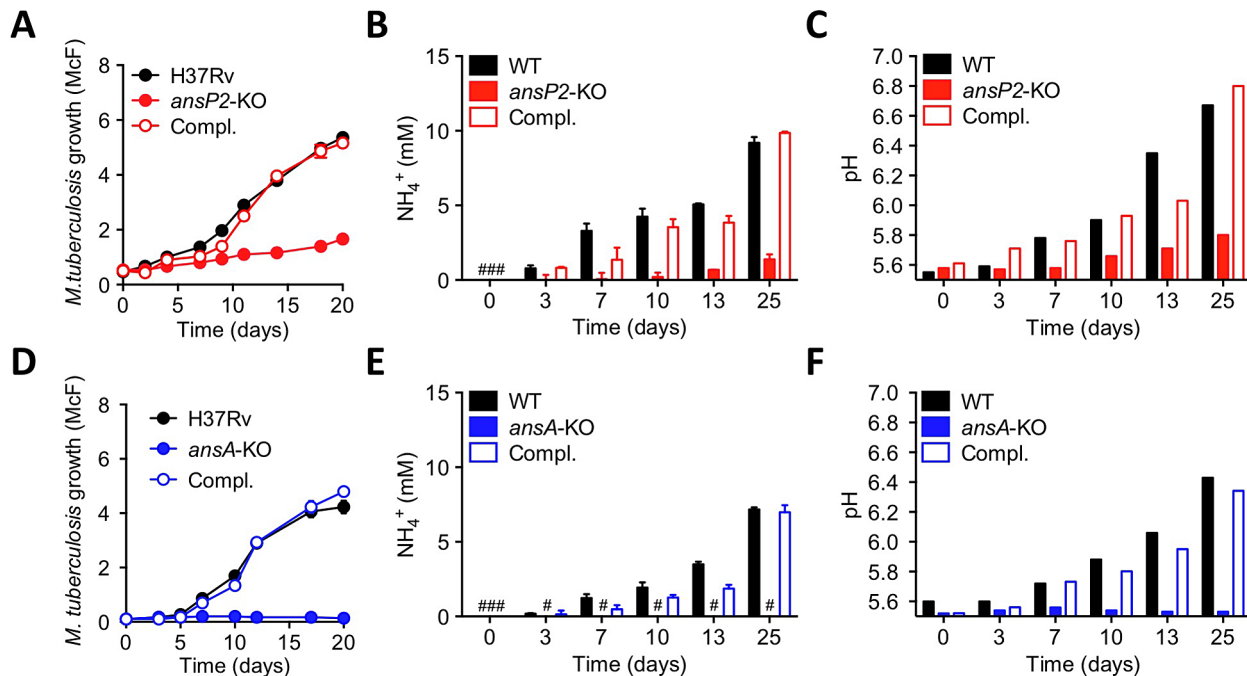 A
M.tuberculosis growth (McF)
8
6
4
2
0
H37Rv
ansP2-KO
Compl.
0 5 10 15 20
Time (days)
B
NH4+ (mM)
15
10
5
0
WT
ansP2-KO
Compl.
###
0 3 7 10 13 25
Time (days)
C
pH
7.0
6.8
6.6
6.4
6.2
6.0
5.8
5.6
WT
ansP2-KO
Compl.
0 3 7 10 13 25
Time (days)
D
M. tuberculosis growth (McF)
8
6
4
2
0
H37Rv
ansA-KO
Compl.
0 5 10 15 20
Time (days)
E
NH4+ (mM)
15
10
5
0
WT
ansA-KO
Compl.
### # # # # #
0 3 7 10 13 25
Time (days)
F
pH
7.0
6.8
6.6
6.4
6.2
6.0
5.8
5.6
WT
ansA-KO
Compl.
0 3 7 10 13 25
Time (days)